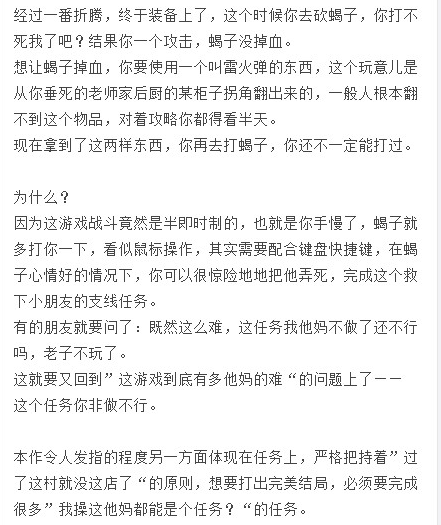 经过一番折腾，终于装备上了，这个时候你去砍蝎子，你打不
死我了吧？结果你一个攻击，蝎子没掉血。
想让蝎子掉血，你要使用一个叫雷火弹的东西，这个玩意儿是
从你垂死的老师家后厨的某柜子拐角翻出来的，一般人根本翻
不到这个物品，对着攻略你都得看半天。
现在拿到了这两样东西，你再去打蝎子，你还不一定能打过。
为什么？
因为这游戏战斗竟然是半即时制的，也就是你手慢了，蝎子就
多打你一下，看似鼠标操作，其实需要配合键盘快捷键，在蝎
子心情好的情况下，你可以很惊险地地把他弄死，完成这个救
下小朋友的支线任务。
有的朋友就要问了：既然这么难，这任务我他妈不做了还不行
吗，老子不玩了。
这就要又回到”这游戏到底有多他妈的难“的问题上了——
这个任务你非做不行。
本作令人发指的程度另一方面体现在任务上，严格把持着”过
了这村就没这店了“的原则，想要打出完美结局，必须要完成
很多”我操这他妈都能是个任务？“的任务。